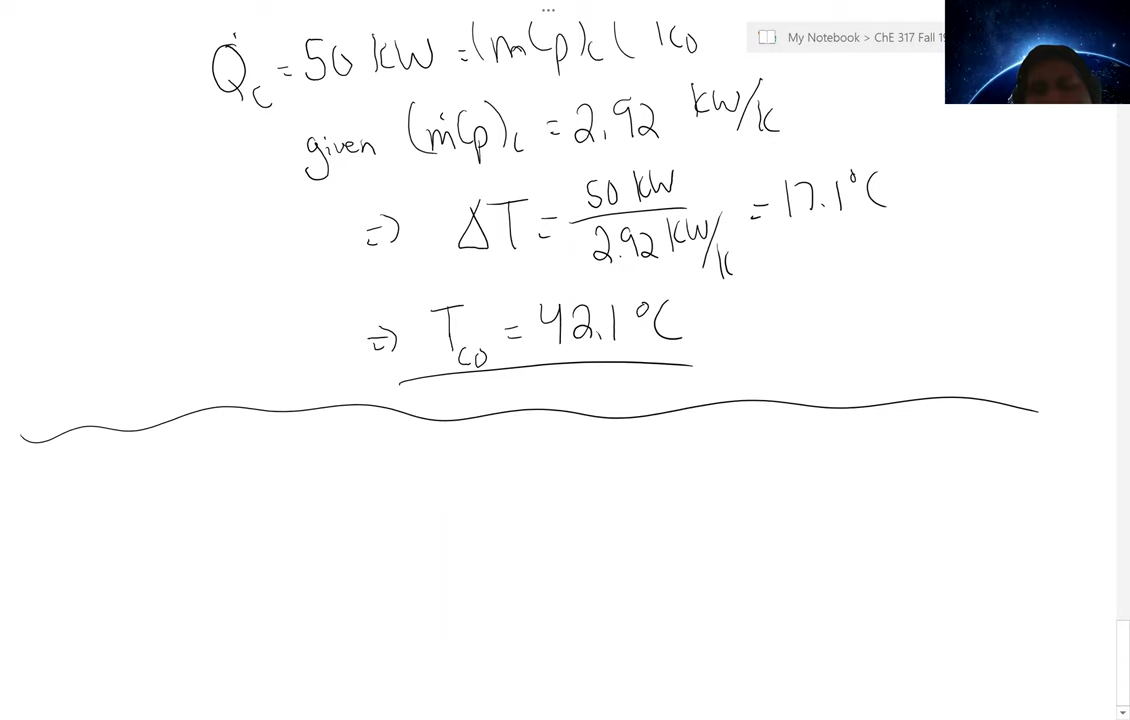 Q̇c = 50 kW = (ṁCp)c ( Tco
My Notebook > ChE 317 Fall 19
given (ṁCp)c = 2.92 kW/K
=> ΔT = 50 kW / 2.92 kW/K = 17.1°C
=> Tco = 42.1°C